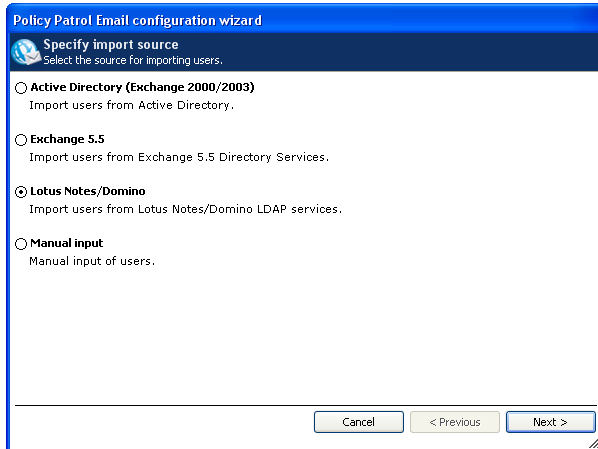 Policy Patrol Email configuration wizard
Specify import source
Select the source for importing users.
Active Directory (Exchange 2000/2003)
Import users from Active Directory.
Exchange 5.5
Import users from Exchange 5.5 Directory Services.
Lotus Notes/Domino
Import users from Lotus Notes/Domino LDAP services.
Manual input
Manual input of users.
Cancel < Previous Next >